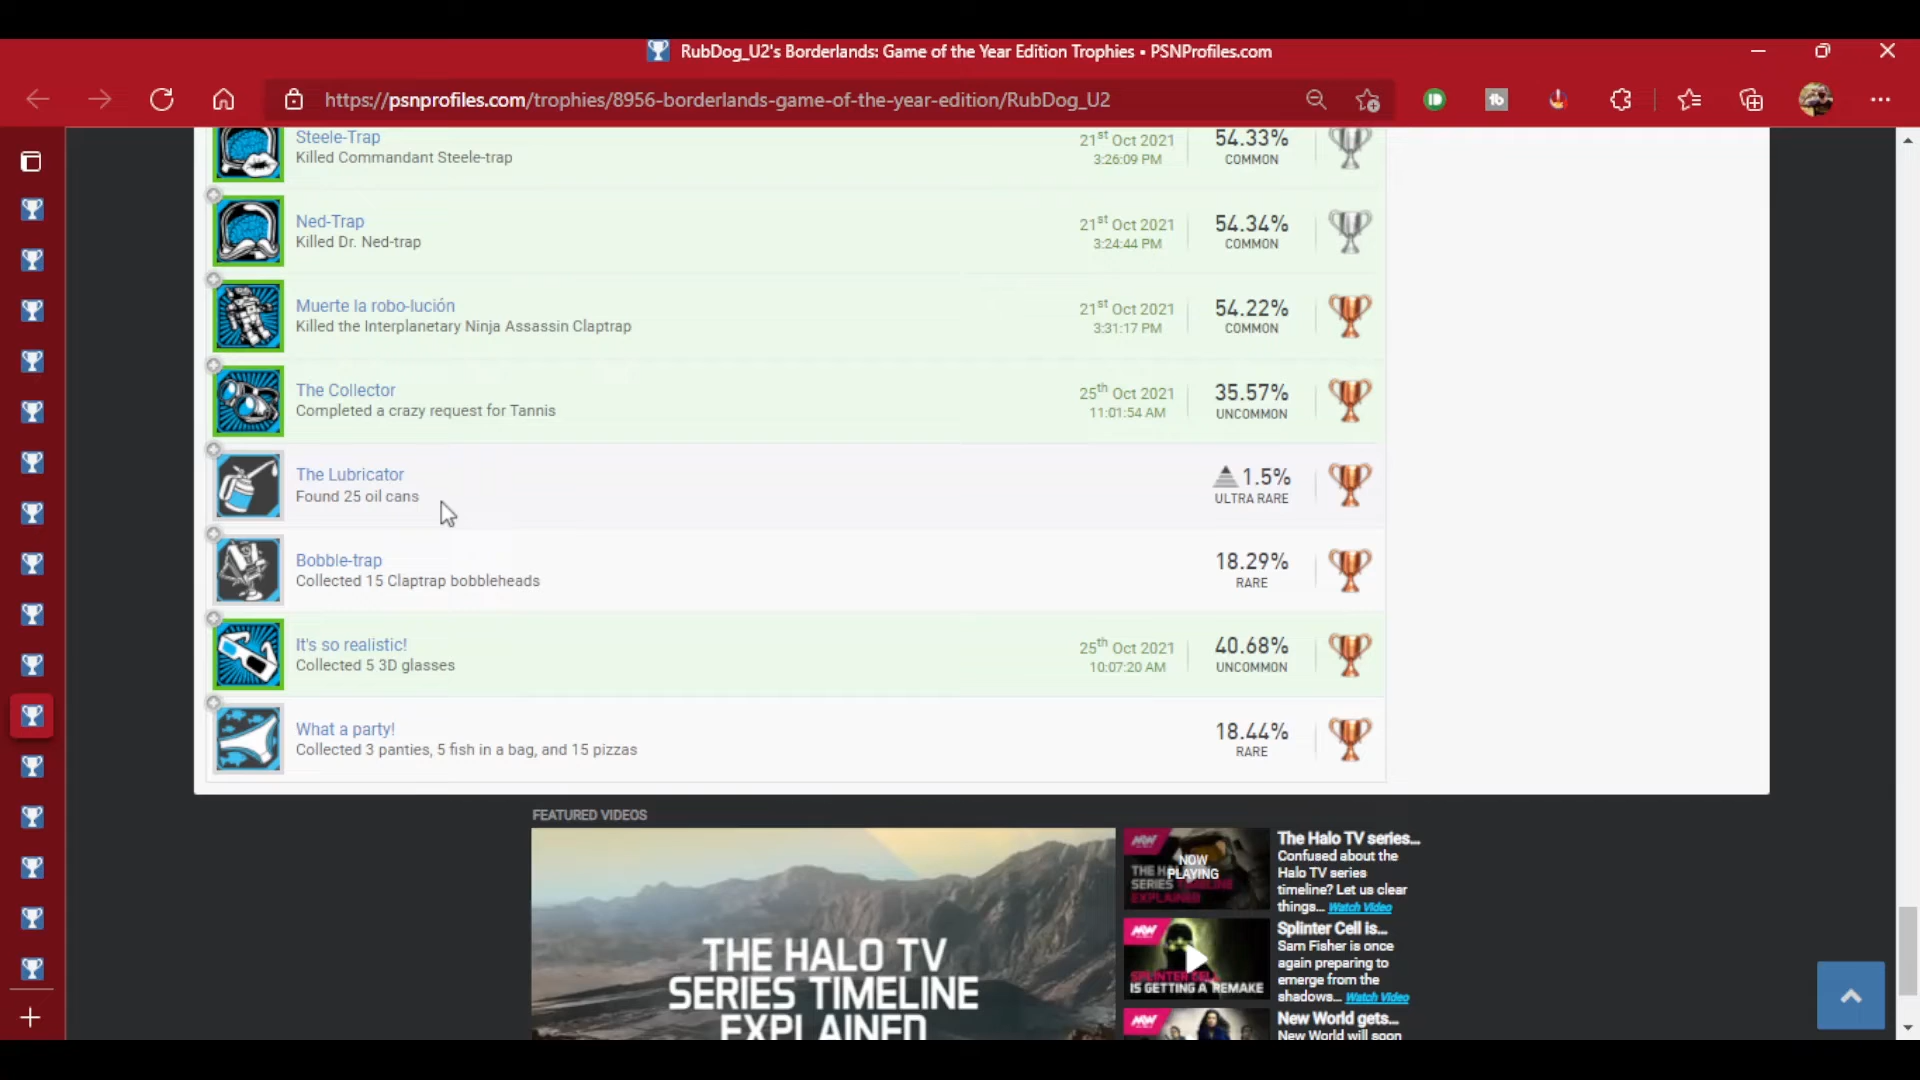 RubDog_U2's Borderlands: Game of the Year Edition Trophies • PSNProfiles.com
https://psnprofiles.com/trophies/8956-borderlands-game-of-the-year-edition/RubDog_U2
Steele-Trap
Killed Commandant Steele-trap
21st Oct 2021
3:26:09 PM
54.33%
COMMON
Ned-Trap
Killed Dr. Ned-trap
21st Oct 2021
3:24:44 PM
54.34%
COMMON
Muerte la robo-lución
Killed the Interplanetary Ninja Assassin Claptrap
21st Oct 2021
3:31:17 PM
54.22%
COMMON
The Collector
Completed a crazy request for Tannis
25th Oct 2021
11:01:54 AM
35.57%
UNCOMMON
The Lubricator
Found 25 oil cans
1.5%
ULTRA RARE
Bobble-trap
Collected 15 Claptrap bobbleheads
18.29%
RARE
It's so realistic!
Collected 5 3D glasses
25th Oct 2021
10:07:20 AM
40.68%
UNCOMMON
What a party!
Collected 3 panties, 5 fish in a bag, and 15 pizzas
18.44%
RARE
FEATURED VIDEOS
THE HALO TV
SERIES TIMELINE
EXPLAINED
NOW
PLAYING
The Halo TV series...
Confused about the
Halo TV series
timeline? Let us clear
things... Watch Video
IS GETTING A REMAKE
Splinter Cell is...
Sam Fisher is once
again preparing to
emerge from the
shadows... Watch Video
New World gets...
New World will soon